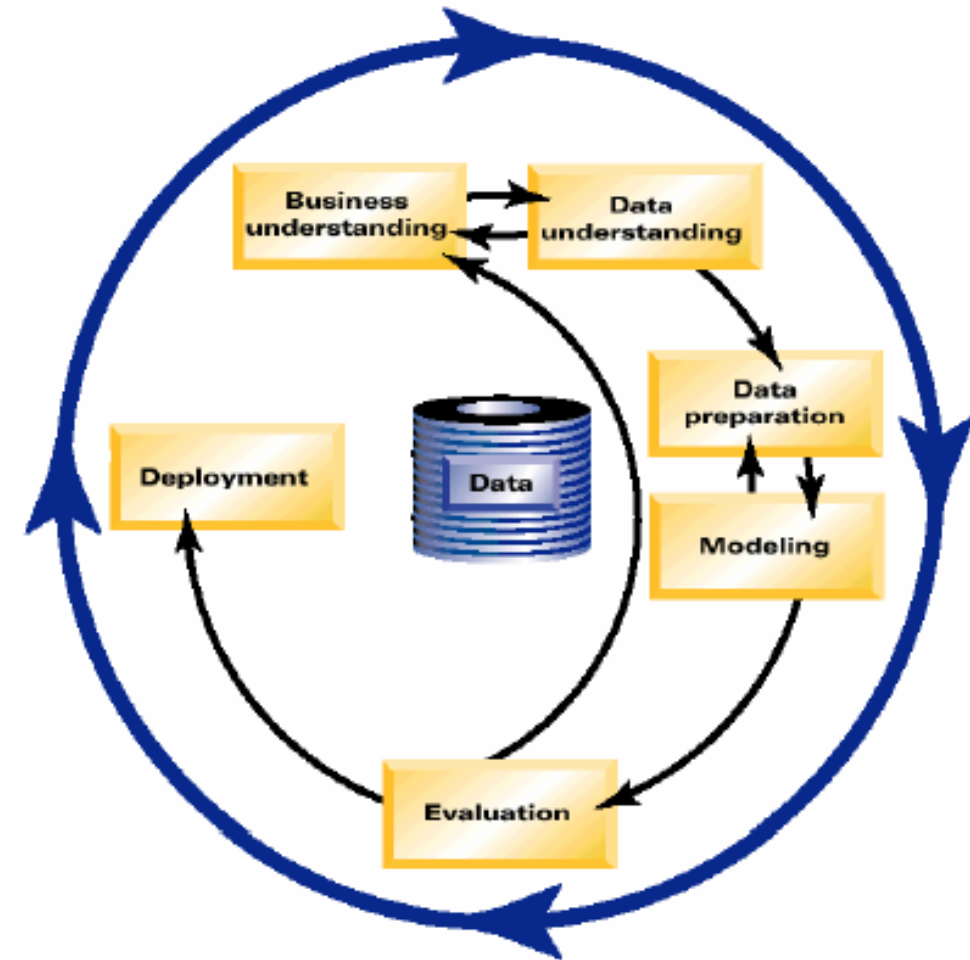 Business
understanding
Data
understanding
Data
preparation
Deployment
Data
Modeling
Evaluation